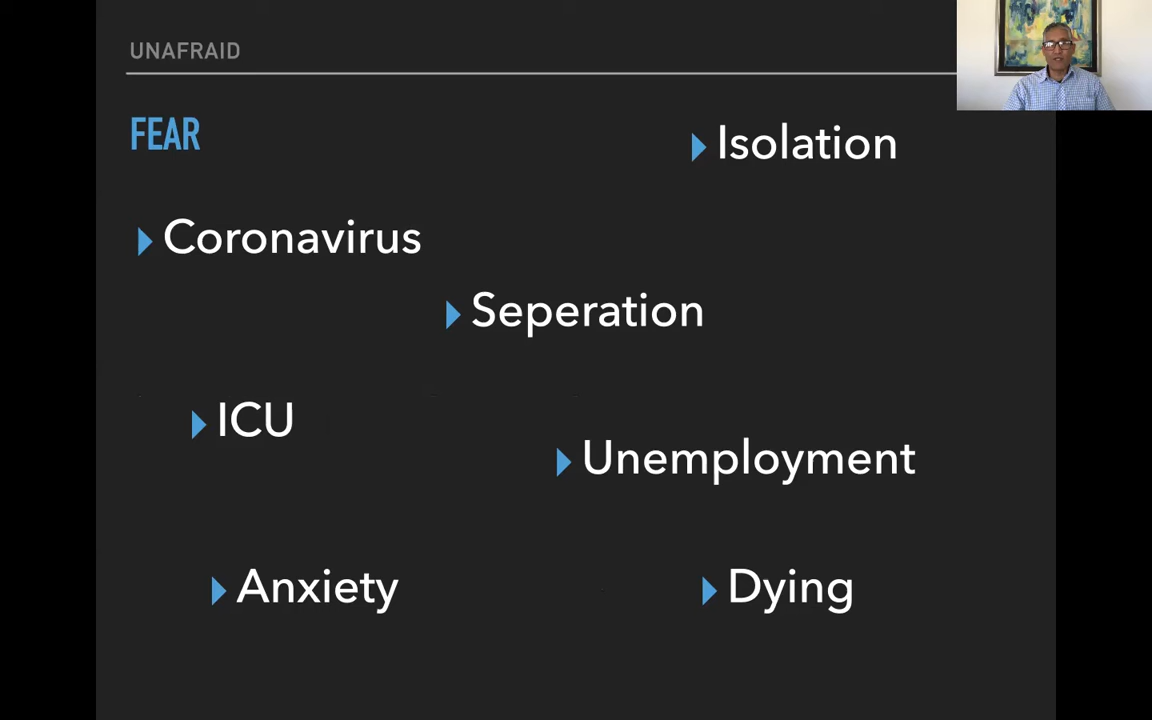 UNAFRAID
FEAR
Isolation
Coronavirus
Seperation
ICU
Unemployment
Anxiety
Dying